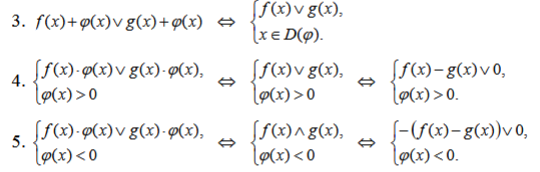 3. f(x)+φ(x)∨g(x)+φ(x) ⇔ {f(x)∨g(x), x∈D(φ).
4. {f(x)·φ(x)∨g(x)·φ(x), φ(x)>0 ⇔ {f(x)∨g(x), φ(x)>0 ⇔ {f(x)−g(x)∨0, φ(x)>0.
5. {f(x)·φ(x)∨g(x)·φ(x), φ(x)<0 ⇔ {f(x)∧g(x), φ(x)<0 ⇔ {−(f(x)−g(x))∨0, φ(x)<0.